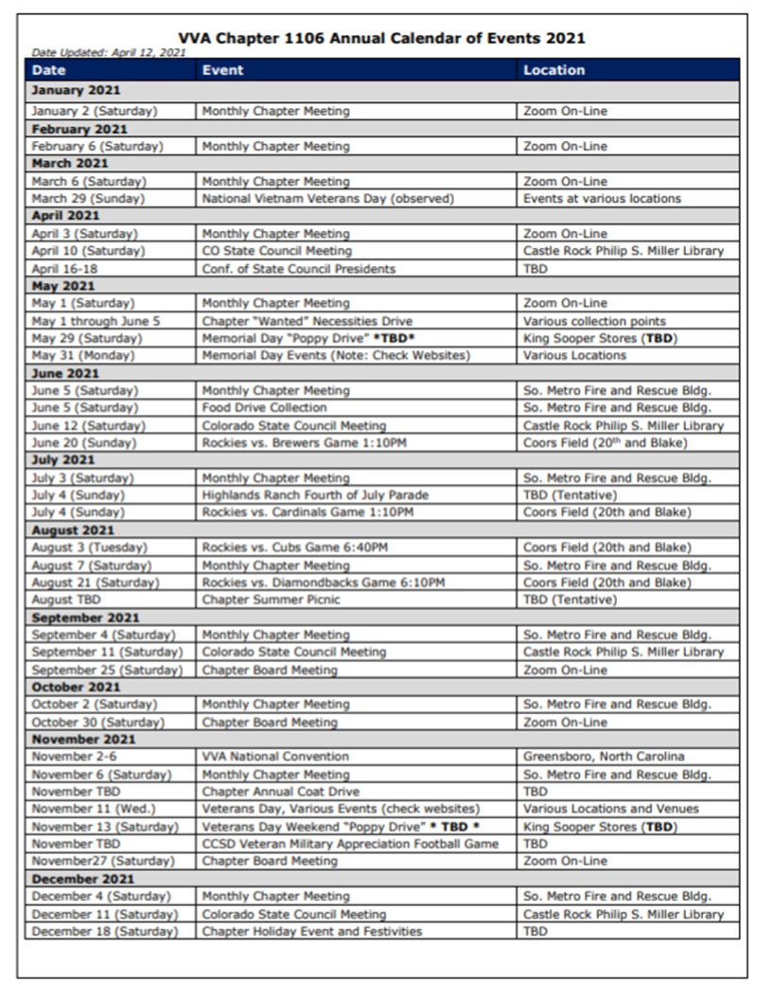 VVA Chapter 1106 Annual Calendar of Events 2021
Date Updated: April 12, 2021
Date Event Location
January 2021
January 2 (Saturday) Monthly Chapter Meeting Zoom On-Line
February 2021
February 6 (Saturday) Monthly Chapter Meeting Zoom On-Line
March 2021
March 6 (Saturday) Monthly Chapter Meeting Zoom On-Line
March 29 (Sunday) National Vietnam Veterans Day (observed) Events at various locations
April 2021
April 3 (Saturday) Monthly Chapter Meeting Zoom On-Line
April 10 (Saturday) CO State Council Meeting Castle Rock Philip S. Miller Library
April 16-18 Conf. of State Council Presidents TBD
May 2021
May 1 (Saturday) Monthly Chapter Meeting Zoom On-Line
May 1 through June 5 Chapter “Wanted” Necessities Drive Various collection points
May 29 (Saturday) Memorial Day “Poppy Drive” *TBD* King Sooper Stores (TBD)
May 31 (Monday) Memorial Day Events (Note: Check Websites) Various Locations
June 2021
June 5 (Saturday) Monthly Chapter Meeting So. Metro Fire and Rescue Bldg.
June 5 (Saturday) Food Drive Collection So. Metro Fire and Rescue Bldg.
June 12 (Saturday) Colorado State Council Meeting Castle Rock Philip S. Miller Library
June 20 (Sunday) Rockies vs. Brewers Game 1:10PM Coors Field (20th and Blake)
July 2021
July 3 (Saturday) Monthly Chapter Meeting So. Metro Fire and Rescue Bldg.
July 4 (Sunday) Highlands Ranch Fourth of July Parade TBD (Tentative)
July 4 (Sunday) Rockies vs. Cardinals Game 1:10PM Coors Field (20th and Blake)
August 2021
August 3 (Tuesday) Rockies vs. Cubs Game 6:40PM Coors Field (20th and Blake)
August 7 (Saturday) Monthly Chapter Meeting So. Metro Fire and Rescue Bldg.
August 21 (Saturday) Rockies vs. Diamondbacks Game 6:10PM Coors Field (20th and Blake)
August TBD Chapter Summer Picnic TBD (Tentative)
September 2021
September 4 (Saturday) Monthly Chapter Meeting So. Metro Fire and Rescue Bldg.
September 11 (Saturday) Colorado State Council Meeting Castle Rock Philip S. Miller Library
September 25 (Saturday) Chapter Board Meeting Zoom On-Line
October 2021
October 2 (Saturday) Monthly Chapter Meeting So. Metro Fire and Rescue Bldg.
October 30 (Saturday) Chapter Board Meeting Zoom On-Line
November 2021
November 2-6 VVA National Convention Greensboro, North Carolina
November 6 (Saturday) Monthly Chapter Meeting So. Metro Fire and Rescue Bldg.
November TBD Chapter Annual Coat Drive TBD
November 11 (Wed.) Veterans Day, Various Events (check websites) Various Locations and Venues
November 13 (Saturday) Veterans Day Weekend “Poppy Drive” * TBD * King Sooper Stores (TBD)
November TBD CCSD Veteran Military Appreciation Football Game TBD
November27 (Saturday) Chapter Board Meeting Zoom On-Line
December 2021
December 4 (Saturday) Monthly Chapter Meeting So. Metro Fire and Rescue Bldg.
December 11 (Saturday) Colorado State Council Meeting Castle Rock Philip S. Miller Library
December 18 (Saturday) Chapter Holiday Event and Festivities TBD